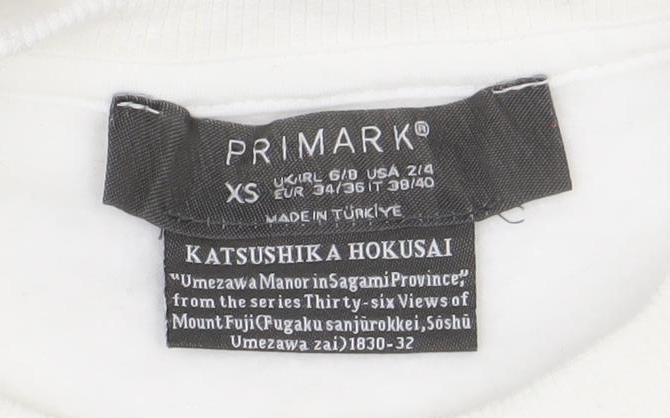 PRIMARK®
XS UK/IRL 6/8 USA 2/4
EUR 34/36 IT 38/40
MADE IN TÜRKİYE
KATSUSHIKA HOKUSAI
"Umezawa Manor in Sagami Province,"
from the series Thirty-six Views of
Mount Fuji (Fugaku sanjūrokkei, Sōshū
Umezawa zai) 1830-32